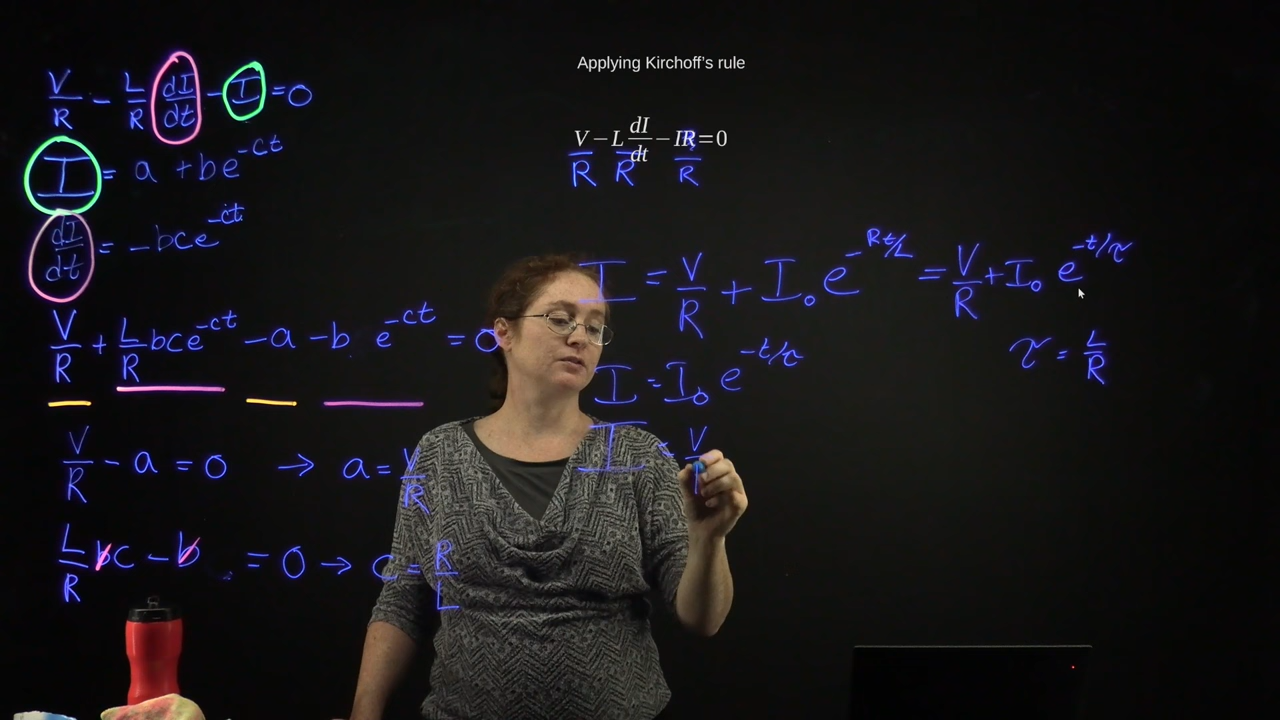 Applying Kirchoff's rule
V − L dI/dt − IR = 0
R R R
V/R − L/R dI/dt − I = 0
I = a + be^-ct
dI/dt = −bce^-ct
V/R + L/R bce^-ct − a − b e^-ct = 0
V/R − a = 0 → a = V/R
L/R bc − b = 0 → c = R/L
I = V/R + I₀ e^-Rt/L = V/R + I₀ e^-t/τ
τ = L/R
I = I₀ e^-t/τ
I = V